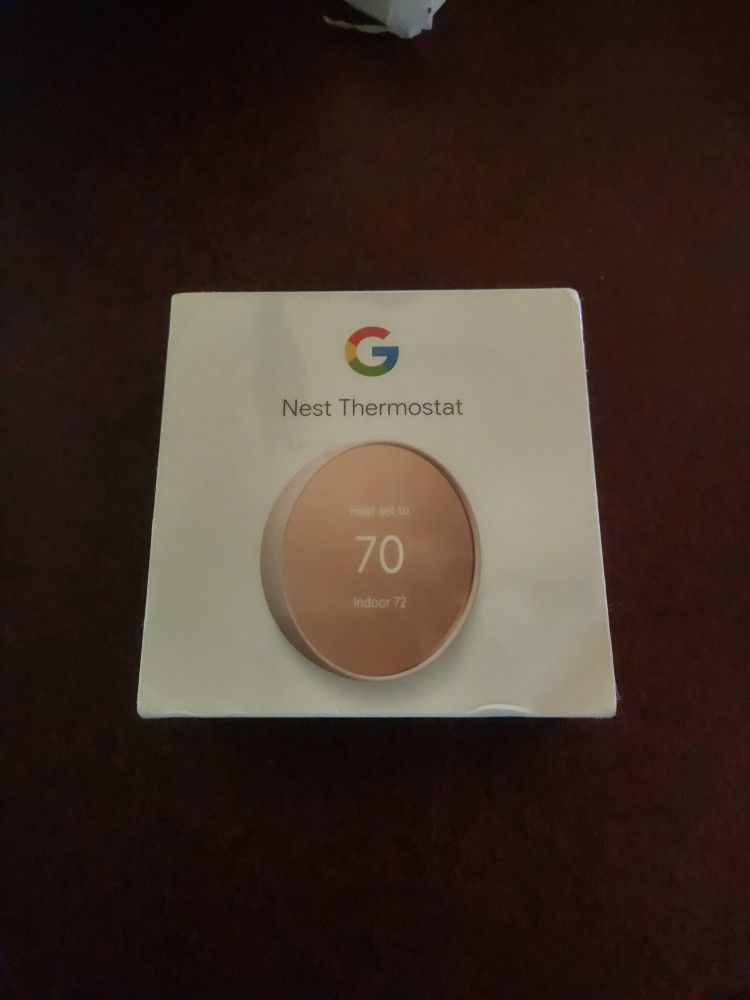 G
Nest Thermostat
Heat set to
70
Indoor 72